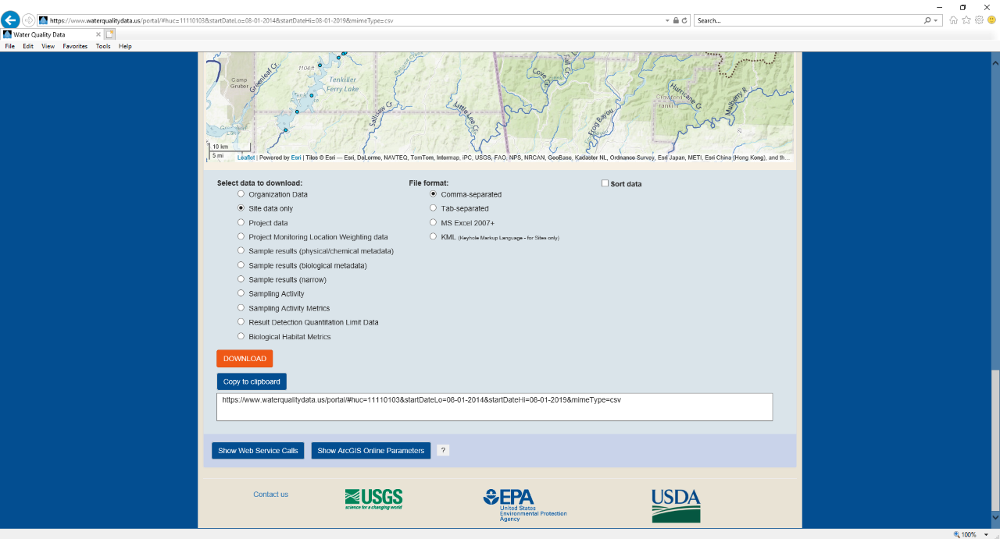 https://www.waterqualitydata.us/portal/#huc=11110103&startDateLo=08-01-2014&startDateHi=08-01-2019&mimeType=csv
Search...
Water Quality Data
File Edit View Favorites Tools Help
Camp Gruber
Greenleaf Cr.
1104 ft
Tenkiller Ferry Lake
Sallisaw Cr.
Little Lee Cr.
Cove Cr.
Frog Bayou
Hurricane Cr.
Mulberry R.
10 km
5 mi
Leaflet | Powered by Esri | Tiles © Esri — Esri, DeLorme, NAVTEQ, TomTom, Intermap, iPC, USGS, FAO, NPS, NRCAN, GeoBase, Kadaster NL, Ordnance Survey, Esri Japan, METI, Esri China (Hong Kong), and th...
Select data to download:
Organization Data
Site data only
Project data
Project Monitoring Location Weighting data
Sample results (physical/chemical metadata)
Sample results (biological metadata)
Sample results (narrow)
Sampling Activity
Sampling Activity Metrics
Result Detection Quantitation Limit Data
Biological Habitat Metrics
File format:
Comma-separated
Tab-separated
MS Excel 2007+
KML (Keyhole Markup Language - for Sites only)
Sort data
DOWNLOAD
Copy to clipboard
https://www.waterqualitydata.us/portal/#huc=11110103&startDateLo=08-01-2014&startDateHi=08-01-2019&mimeType=csv
Show Web Service Calls
Show ArcGIS Online Parameters
?
Contact us
USGS
science for a changing world
EPA
United States
Environmental Protection
Agency
USDA
100%